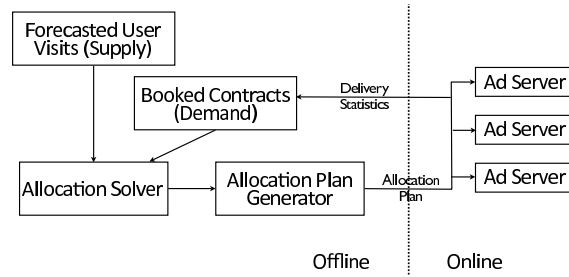 Forecasted User
Visits (Supply)
Booked Contracts
(Demand)
Delivery
Statistics
Ad Server
Ad Server
Ad Server
Allocation Solver
Allocation Plan
Generator
Allocation
Plan
Offline
Online